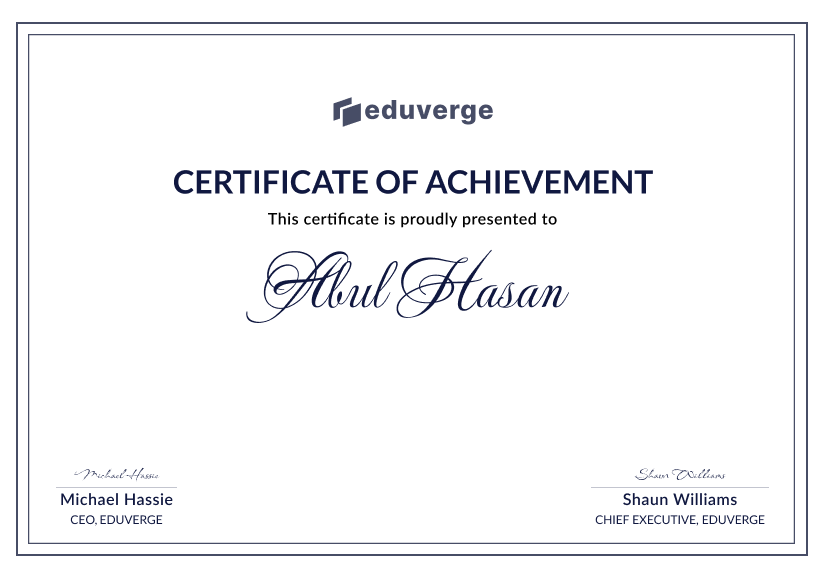 eduverge
CERTIFICATE OF ACHIEVEMENT
This certificate is proudly presented to
Abul Hasan
Michael Hassie
Michael Hassie
CEO, EDUVERGE
Shaun Williams
Shaun Williams
CHIEF EXECUTIVE, EDUVERGE